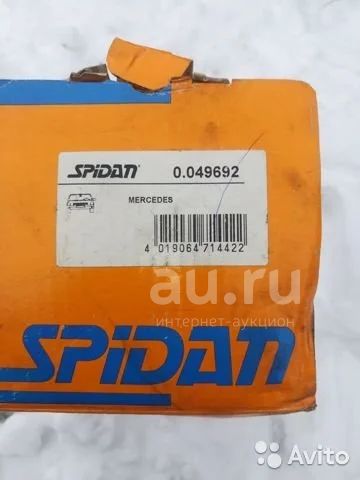 SPiDAN 0.049692
MERCEDES
4 019064 714422
au.ru
интернет-аукцион
SPiDAN
Avito